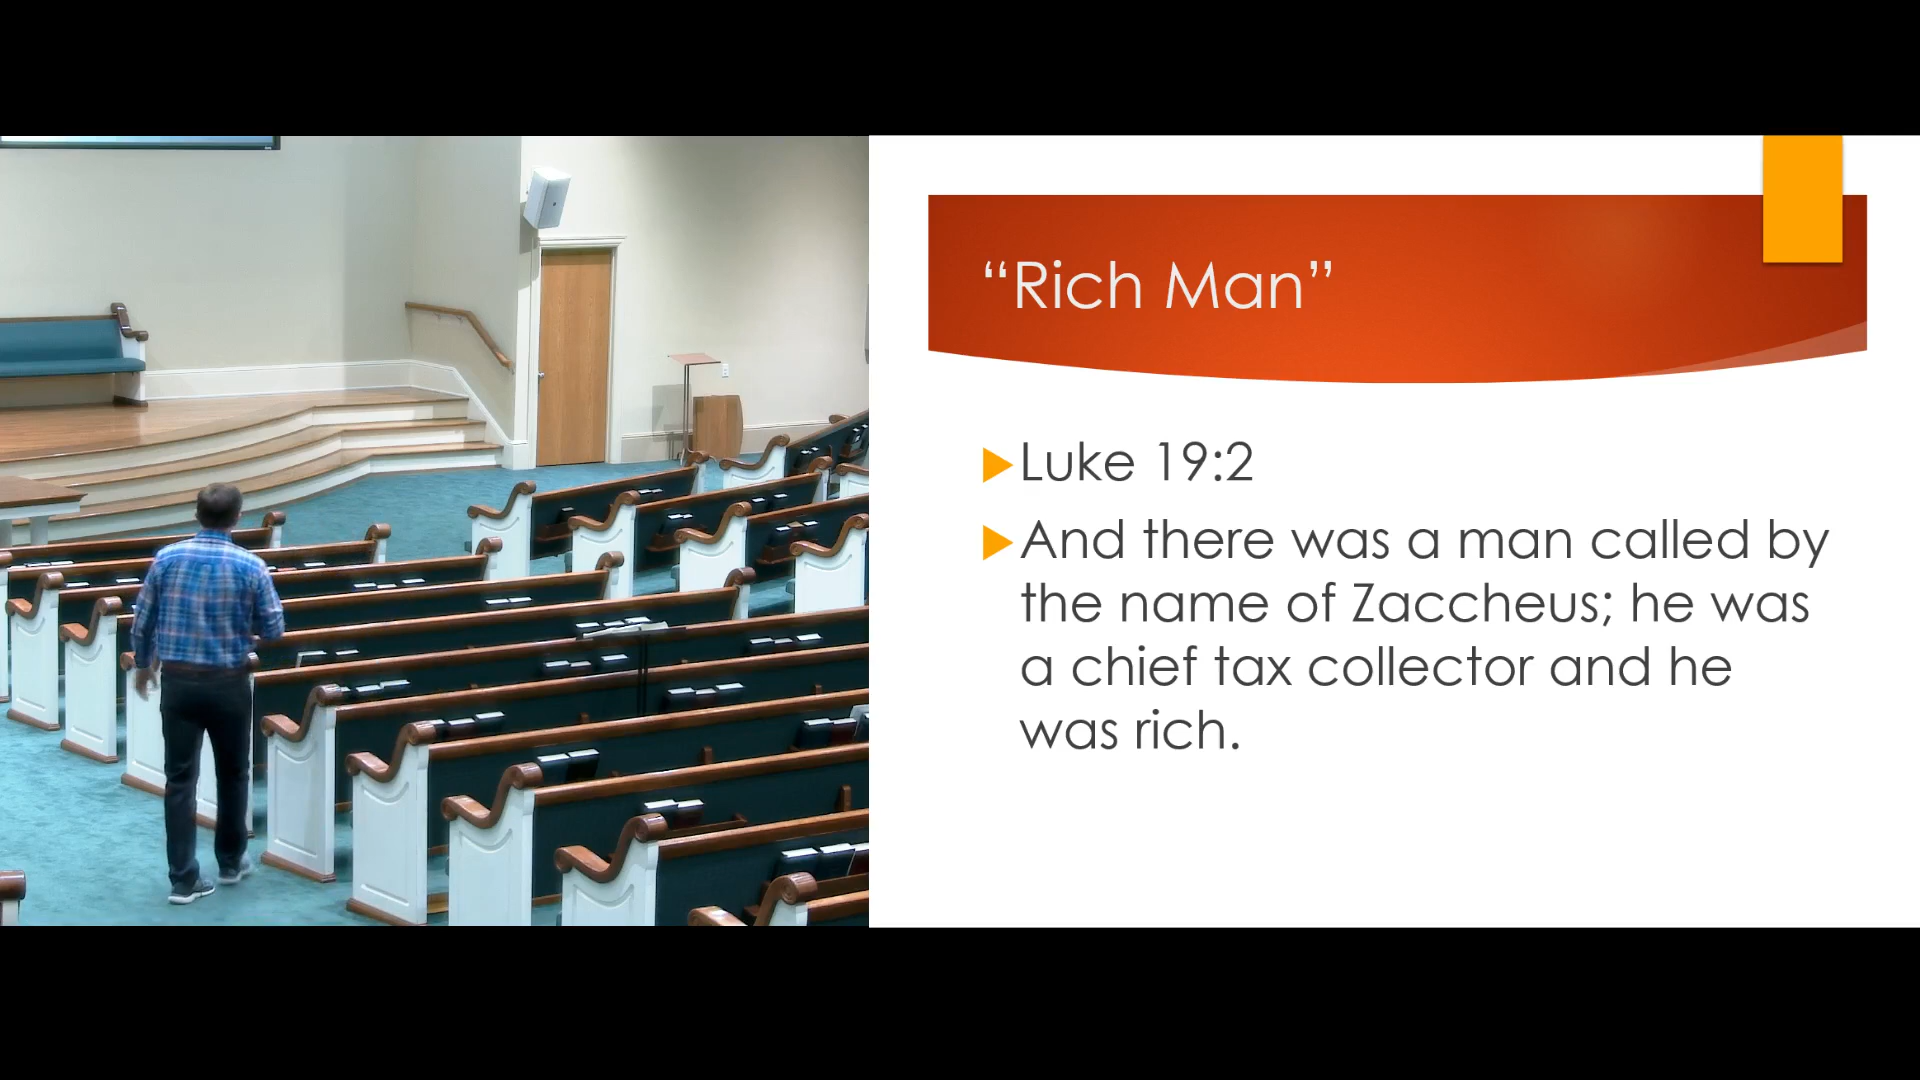 “Rich Man”
Luke 19:2
And there was a man called by
the name of Zaccheus; he was
a chief tax collector and he
was rich.